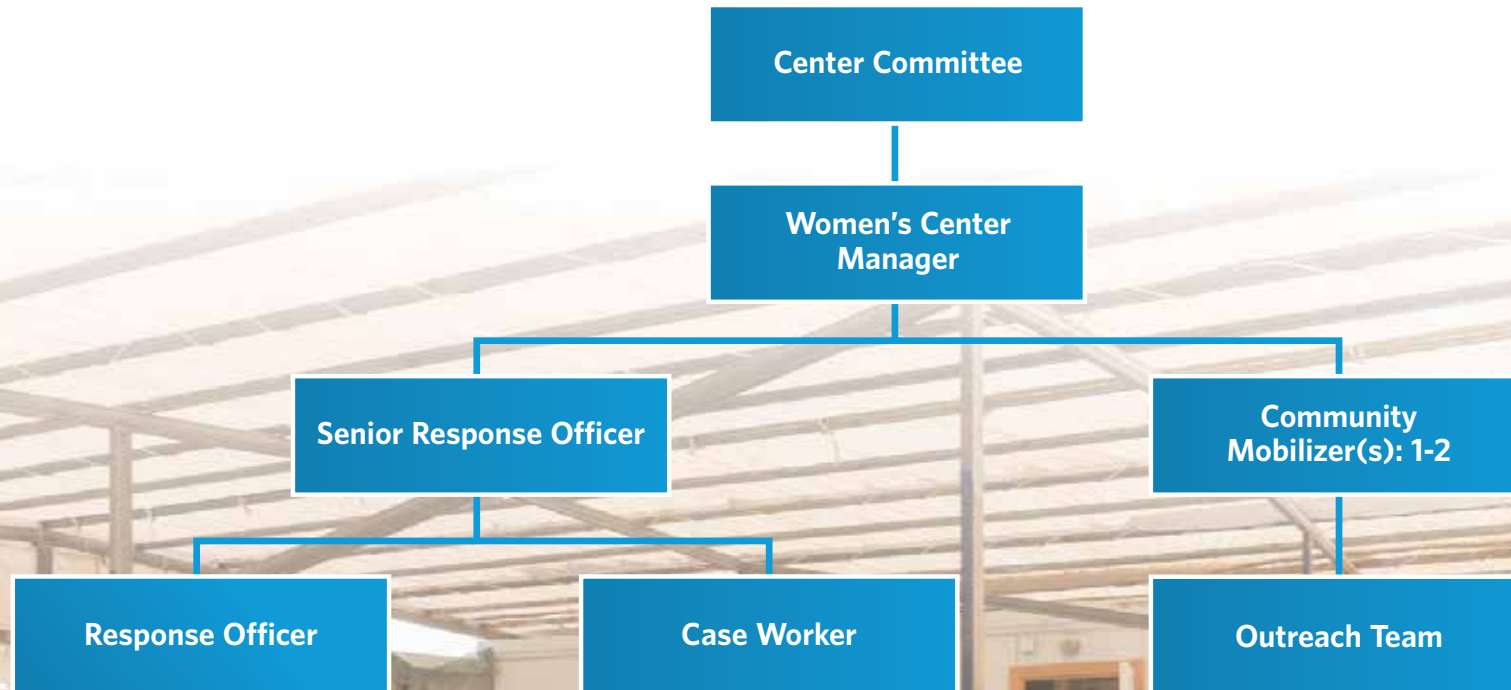 Center Committee
Women's Center
Manager
Senior Response Officer
Community
Mobilizer(s): 1-2
Response Officer
Case Worker
Outreach Team